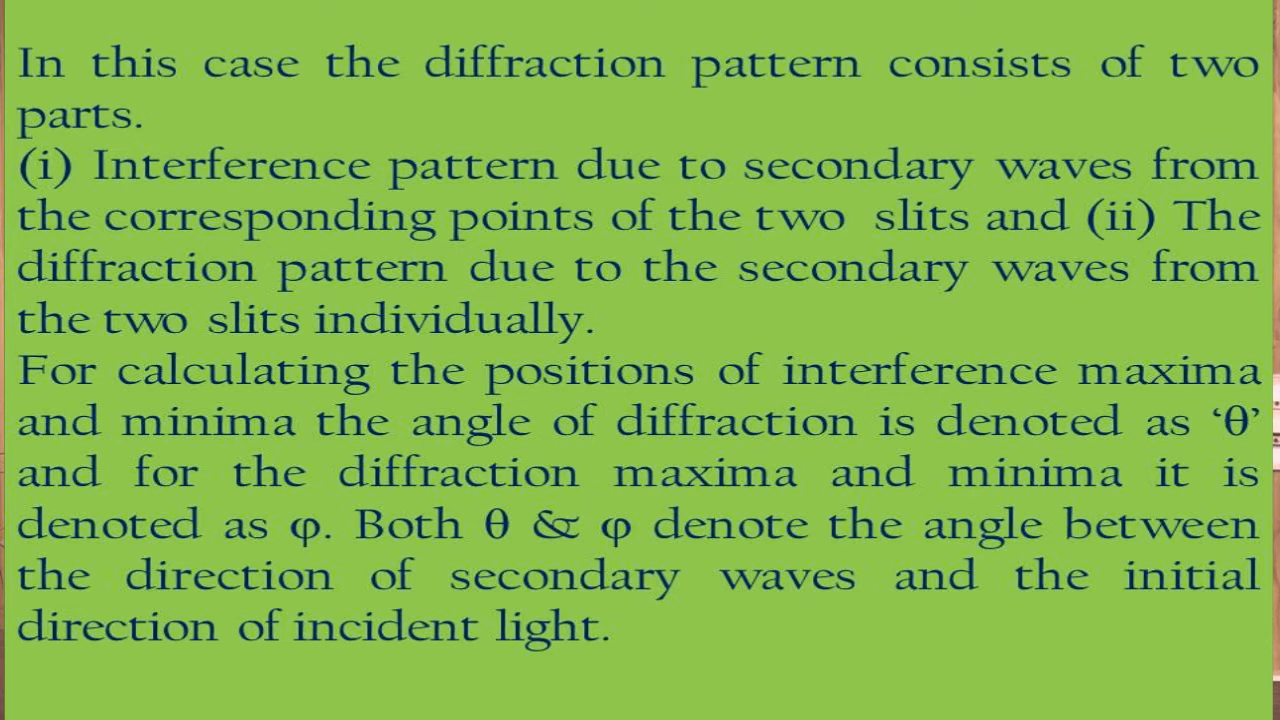 In this case the diffraction pattern consists of two
parts.
(i) Interference pattern due to secondary waves from
the corresponding points of the two slits and (ii) The
diffraction pattern due to the secondary waves from
the two slits individually.
For calculating the positions of interference maxima
and minima the angle of diffraction is denoted as ‘θ’
and for the diffraction maxima and minima it is
denoted as φ. Both θ & φ denote the angle between
the direction of secondary waves and the initial
direction of incident light.